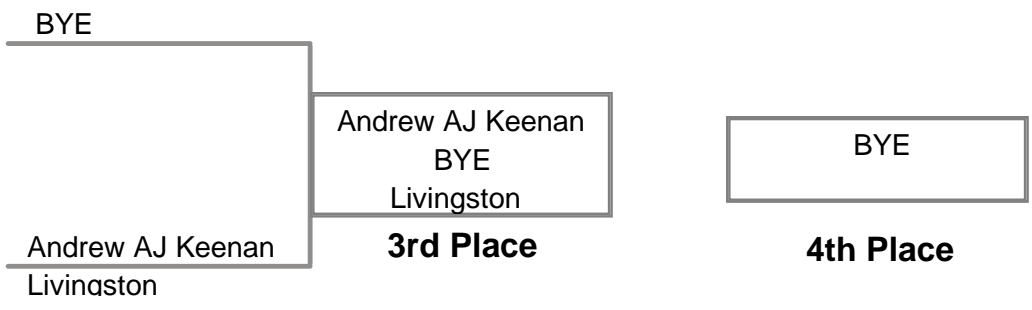 BYE
Andrew AJ Keenan
BYE
Livingston
3rd Place
BYE
4th Place
Andrew AJ Keenan
Livingston